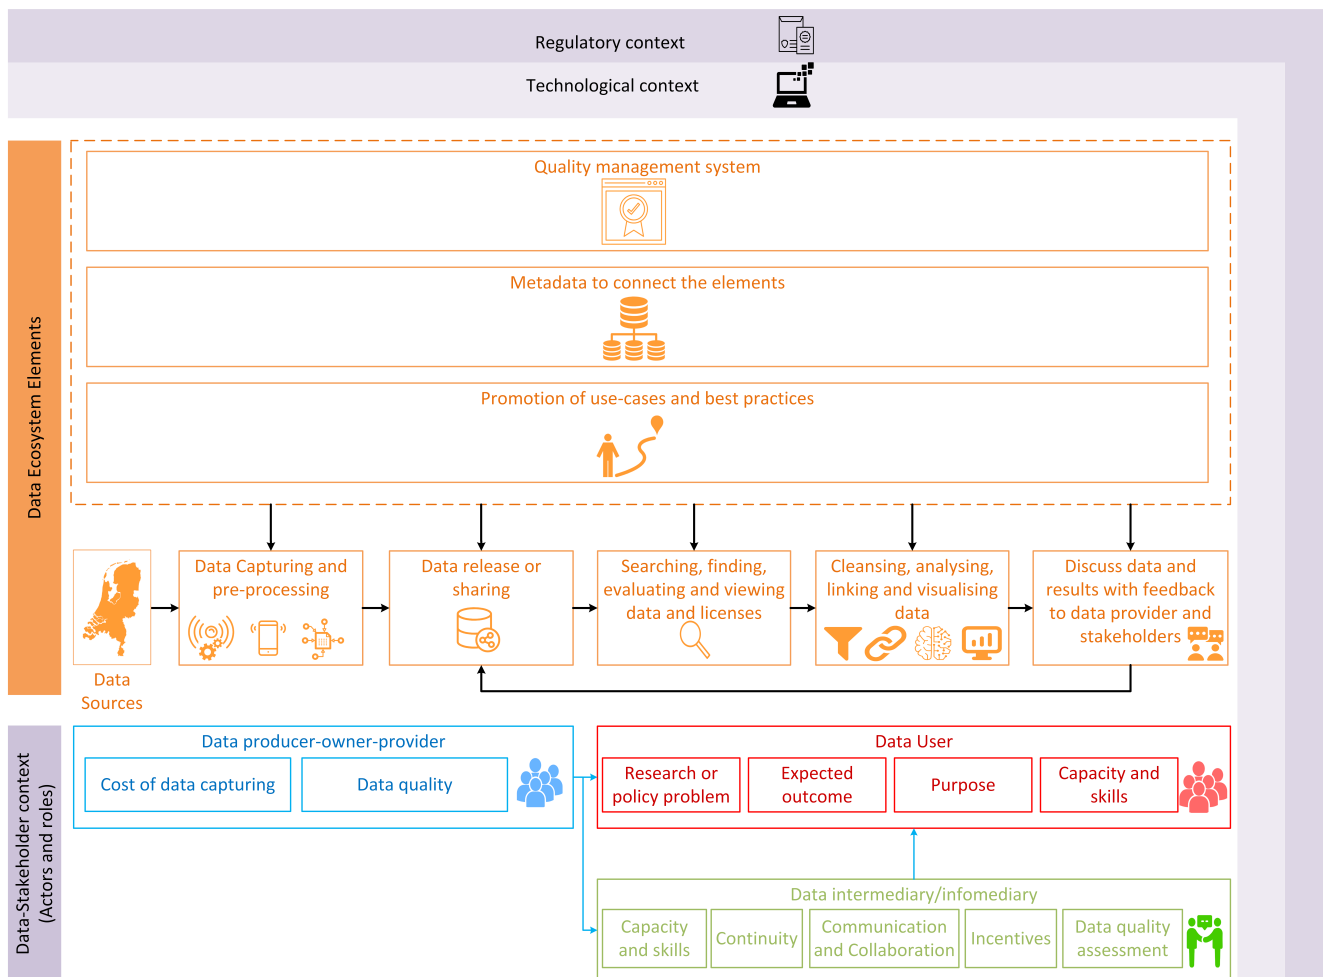 Regulatory context
Technological context
Data Ecosystem Elements
Quality management system
Metadata to connect the elements
Promotion of use-cases and best practices
Data
Sources
Data Capturing and
pre-processing
Data release or
sharing
Searching, finding,
evaluating and viewing
data and licenses
Cleansing, analysing,
linking and visualising
data
Discuss data and
results with feedback
to data provider and
stakeholders
Data-Stakeholder context
(Actors and roles)
Data producer-owner-provider
Cost of data capturing
Data quality
Data User
Research or
policy problem
Expected
outcome
Purpose
Capacity and
skills
Data intermediary/infomediary
Capacity
and skills
Continuity
Communication
and Collaboration
Incentives
Data quality
assessment